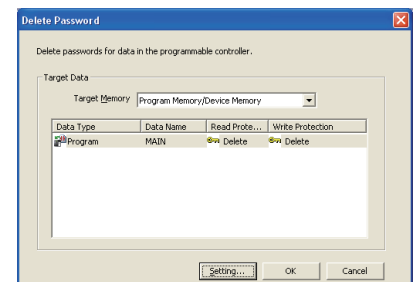 Delete Password
Delete passwords for data in the programmable controller.
Target Data
Target Memory Program Memory/Device Memory
Data Type Data Name Read Prote... Write Protection
Program MAIN Delete Delete
Setting... OK Cancel